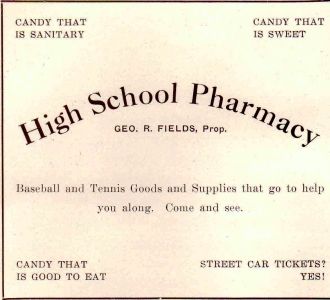 CANDY THAT
IS SANITARY
CANDY THAT
IS SWEET
High School Pharmacy
GEO. R. FIELDS, Prop.
Baseball and Tennis Goods and Supplies that go to help
you along. Come and see.
CANDY THAT
IS GOOD TO EAT
STREET CAR TICKETS?
YES!